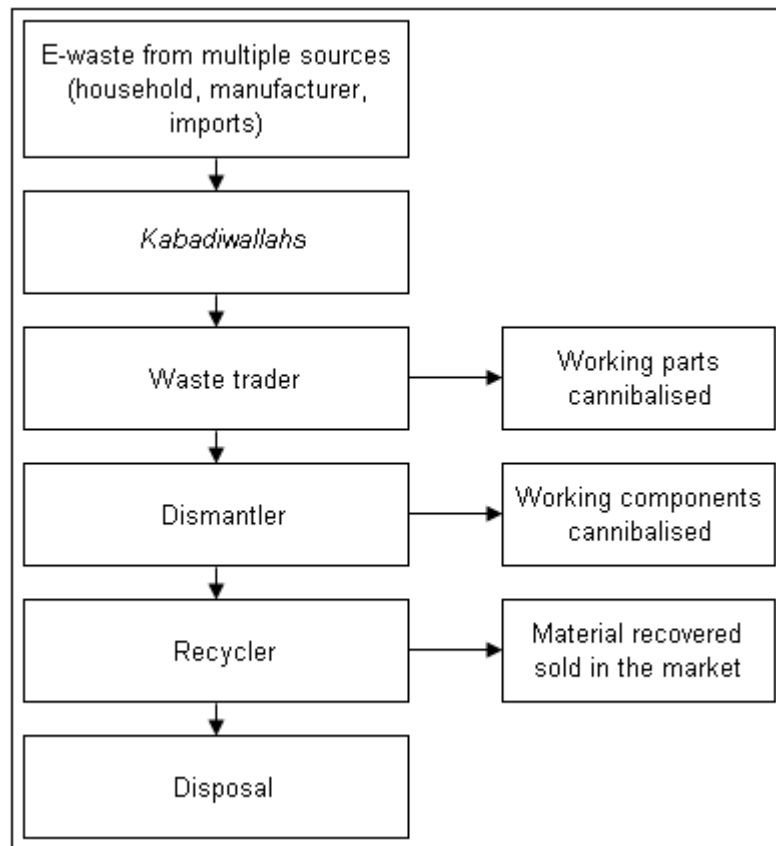 E-waste from multiple sources
(household, manufacturer,
imports)
Kabadiwallahs
Waste trader
Working parts
cannibalised
Dismantler
Working components
cannibalised
Recycler
Material recovered
sold in the market
Disposal